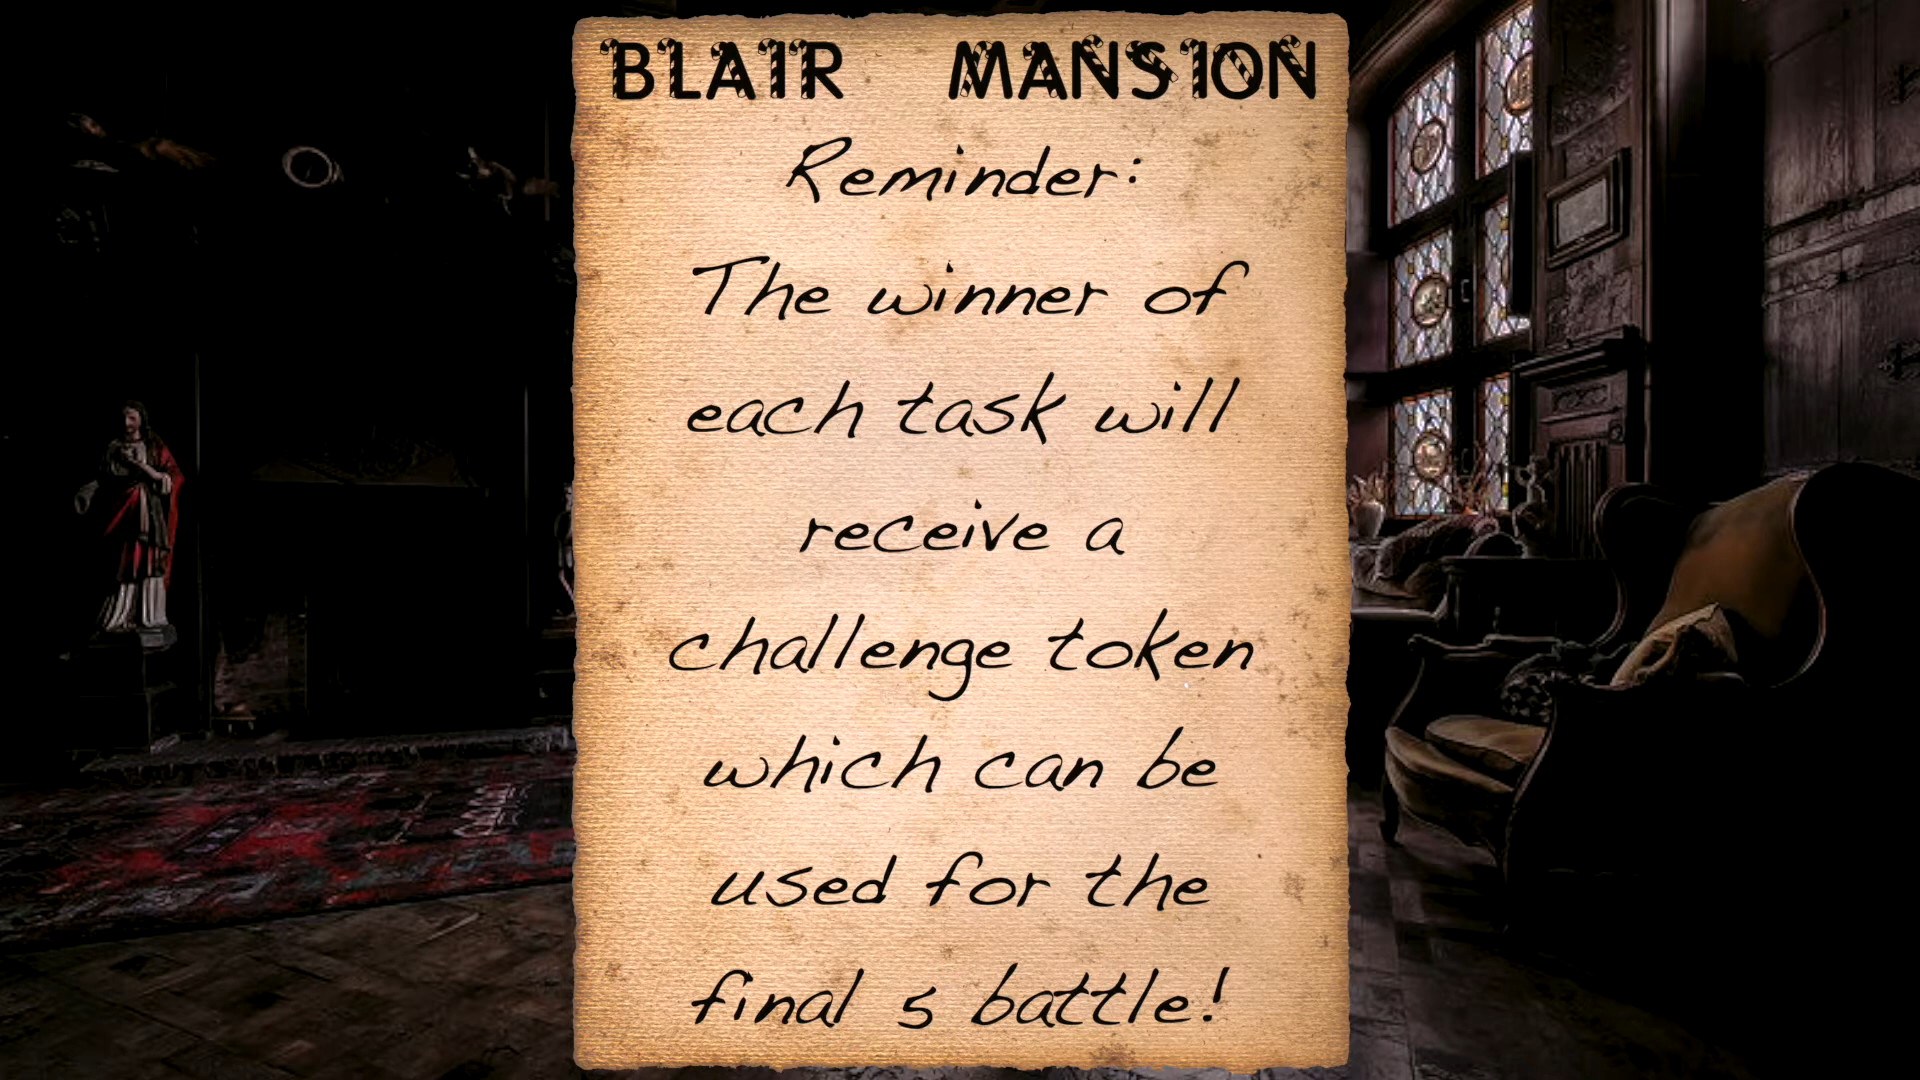 BLAIR MANSION
Reminder:
The winner of
each task will
receive a
challenge token
which can be
used for the
final 5 battle!